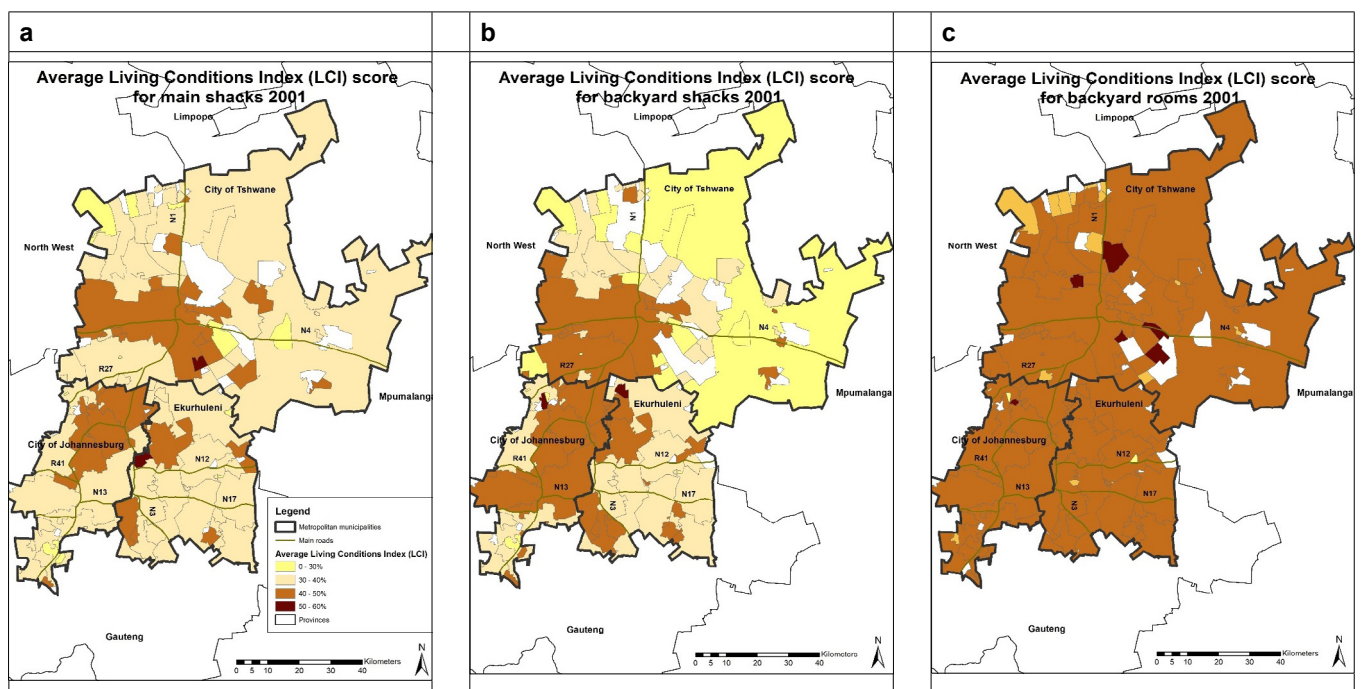 a
Average Living Conditions Index (LCI) score
for main shacks 2001
Limpopo
City of Tshwane
N1
North West
N4
R27
Mpumalanga
Ekurhuleni
City of Johannesburg
R41
N12
N13
N17
N3
Legend
Metropolitan municipalities
Main roads
Average Living Conditions Index (LCI)
0 - 30%
30 - 40%
40 - 50%
50 - 60%
Provinces
Gauteng
N
0 5 10 20 30 40
Kilometers
b
Average Living Conditions Index (LCI) score
for backyard shacks 2001
Limpopo
City of Tshwane
N1
North West
N4
R27
Mpumalanga
Ekurhuleni
City of Johannesburg
R41
N12
N13
N17
N3
Gauteng
N
0 5 10 20 30 40
Kilometers
c
Average Living Conditions Index (LCI) score
for backyard rooms 2001
Limpopo
City of Tshwane
N1
North West
N4
R27
Mpumalanga
Ekurhuleni
City of Johannesburg
R41
N12
N13
N17
N3
Gauteng
N
0 5 10 20 30 40
Kilometers